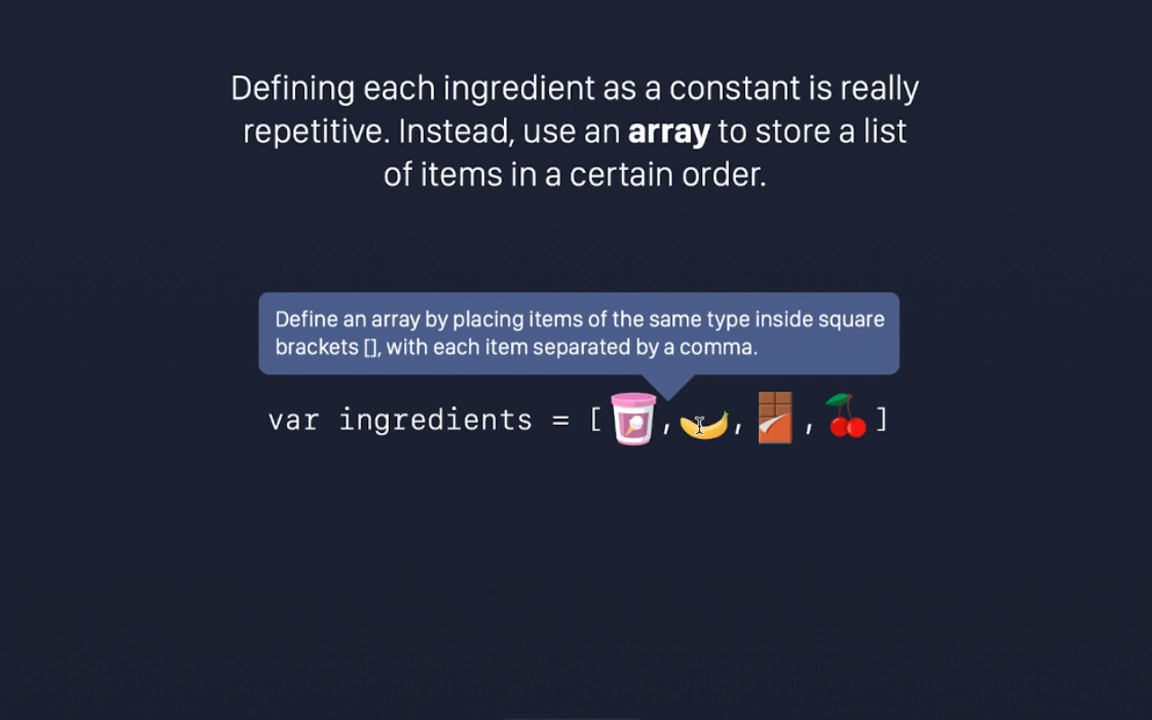 Defining each ingredient as a constant is really
repetitive. Instead, use an array to store a list
of items in a certain order.
Define an array by placing items of the same type inside square
brackets [], with each item separated by a comma.
var ingredients = [ , , , ]